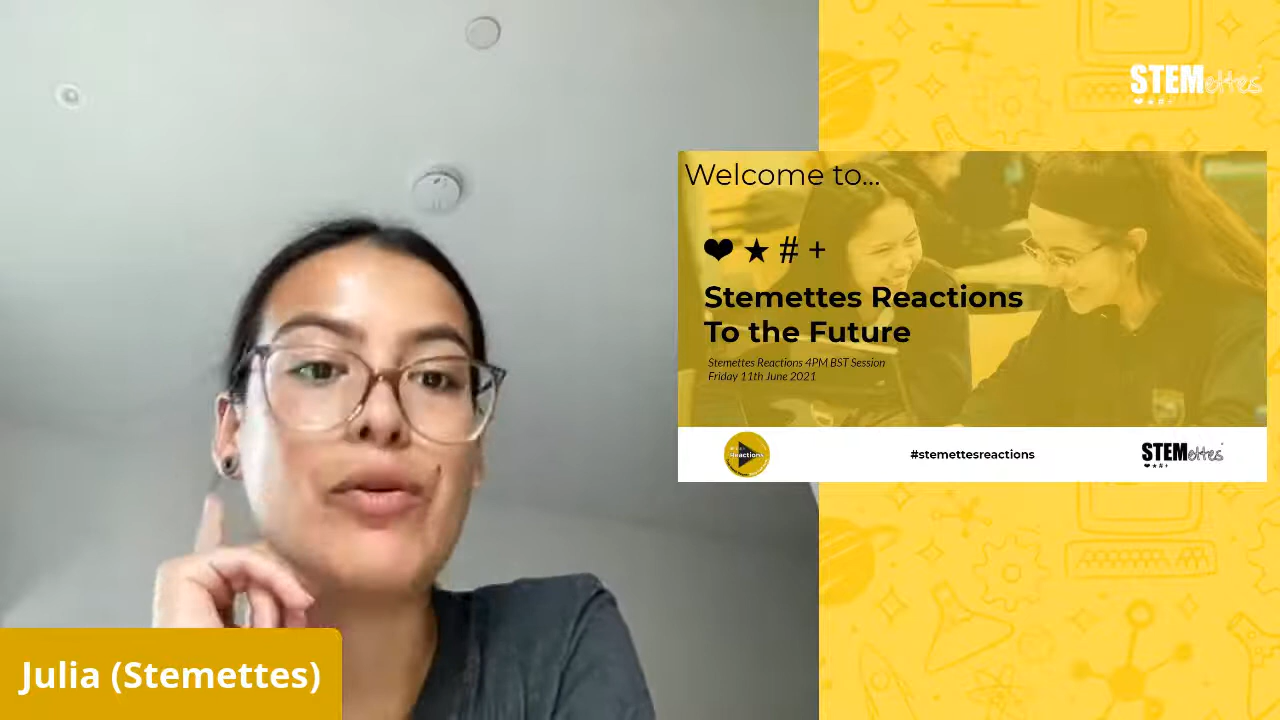 STEMettes
Welcome to...
❤ ★ # +
Stemettes Reactions
To the Future
Stemettes Reactions 4PM BST Session
Friday 11th June 2021
Reactions
#stemettesreactions
STEMettes
Julia (Stemettes)